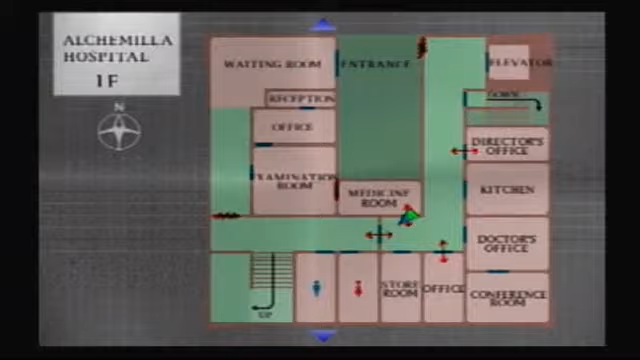 ALCHEMILLA
HOSPITAL
1F
N
WAITING ROOM
ENTRANCE
ELEVATOR
RECEPTION
DOWN
OFFICE
DIRECTOR'S
OFFICE
EXAMINATION
ROOM
MEDICINE
ROOM
KITCHEN
DOCTOR'S
OFFICE
STORE
ROOM
OFFICE
CONFERENCE
ROOM
UP